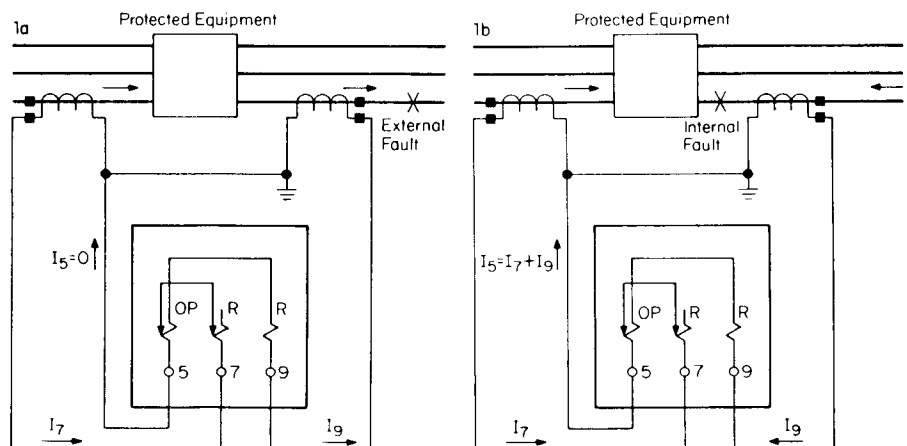 1a
Protected Equipment
External
Fault
I5=0
OP
R
R
5
7
9
I7
I9
1b
Protected Equipment
Internal
Fault
I5=I7+I9
OP
R
R
5
7
9
I7
I9